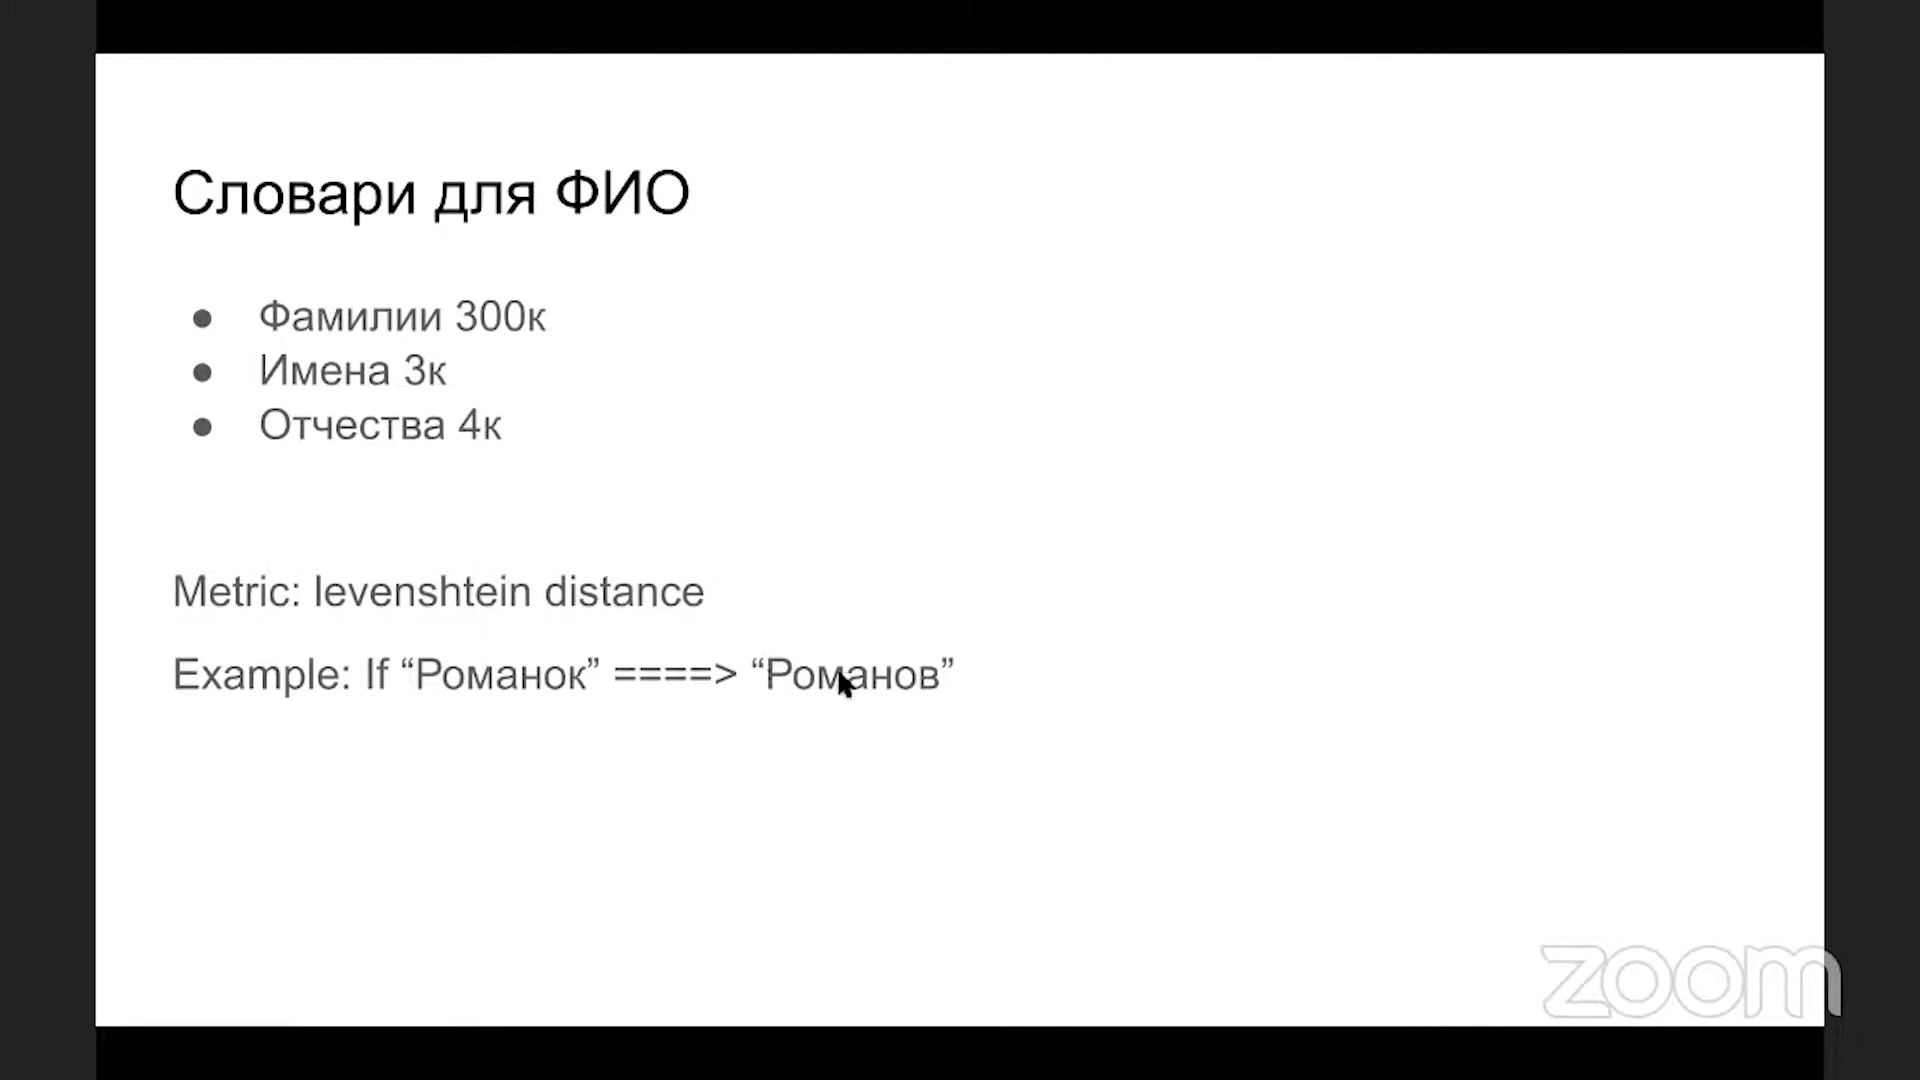 Словари для ФИО
● Фамилии 300к
● Имена 3к
● Отчества 4к
Metric: levenshtein distance
Example: If “Романок” ====> “Романов”
zoom